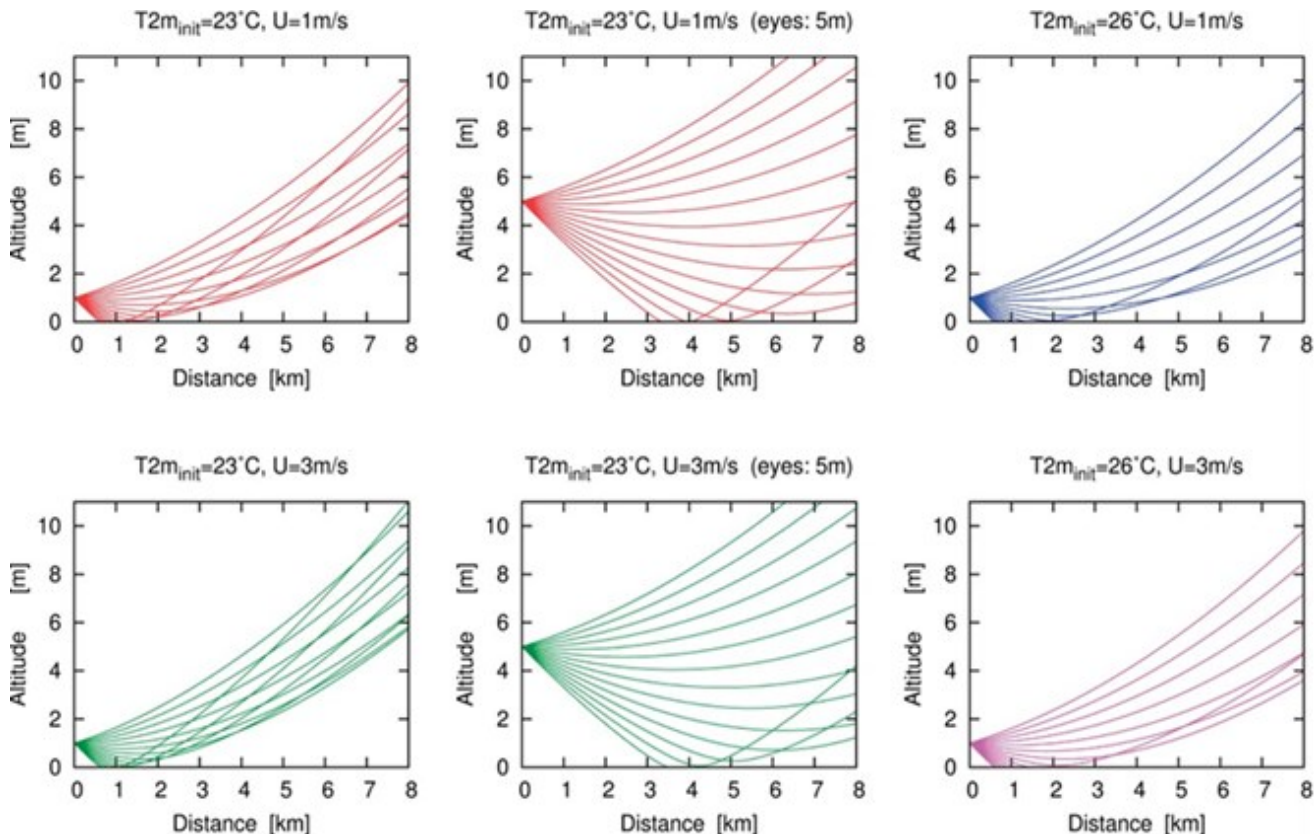 T2m_init=23°C, U=1m/s
T2m_init=23°C, U=1m/s (eyes: 5m)
T2m_init=26°C, U=1m/s
Altitude [m]
10
8
6
4
2
0
0 1 2 3 4 5 6 7 8
Distance [km]
Altitude [m]
10
8
6
4
2
0
0 1 2 3 4 5 6 7 8
Distance [km]
Altitude [m]
10
8
6
4
2
0
0 1 2 3 4 5 6 7 8
Distance [km]
T2m_init=23°C, U=3m/s
T2m_init=23°C, U=3m/s (eyes: 5m)
T2m_init=26°C, U=3m/s
Altitude [m]
10
8
6
4
2
0
0 1 2 3 4 5 6 7 8
Distance [km]
Altitude [m]
10
8
6
4
2
0
0 1 2 3 4 5 6 7 8
Distance [km]
Altitude [m]
10
8
6
4
2
0
0 1 2 3 4 5 6 7 8
Distance [km]